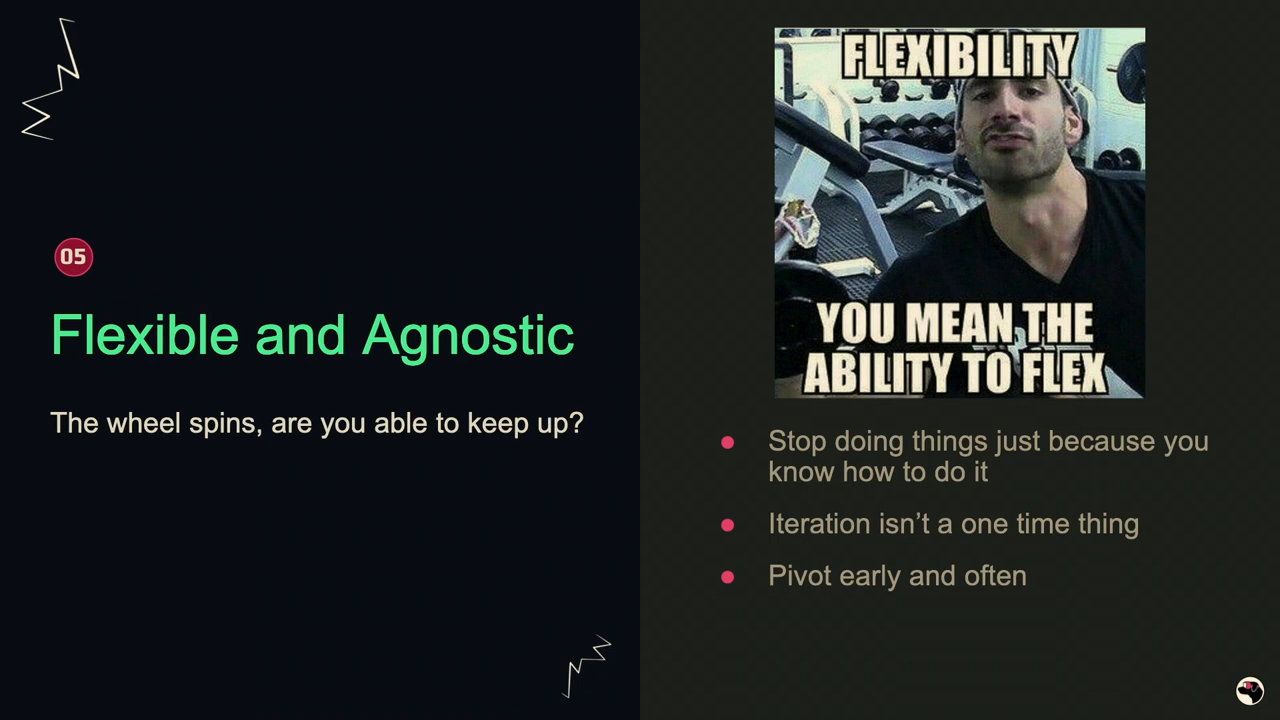 05
Flexible and Agnostic
The wheel spins, are you able to keep up?
FLEXIBILITY
YOU MEAN THE
ABILITY TO FLEX
Stop doing things just because you
know how to do it
Iteration isn’t a one time thing
Pivot early and often